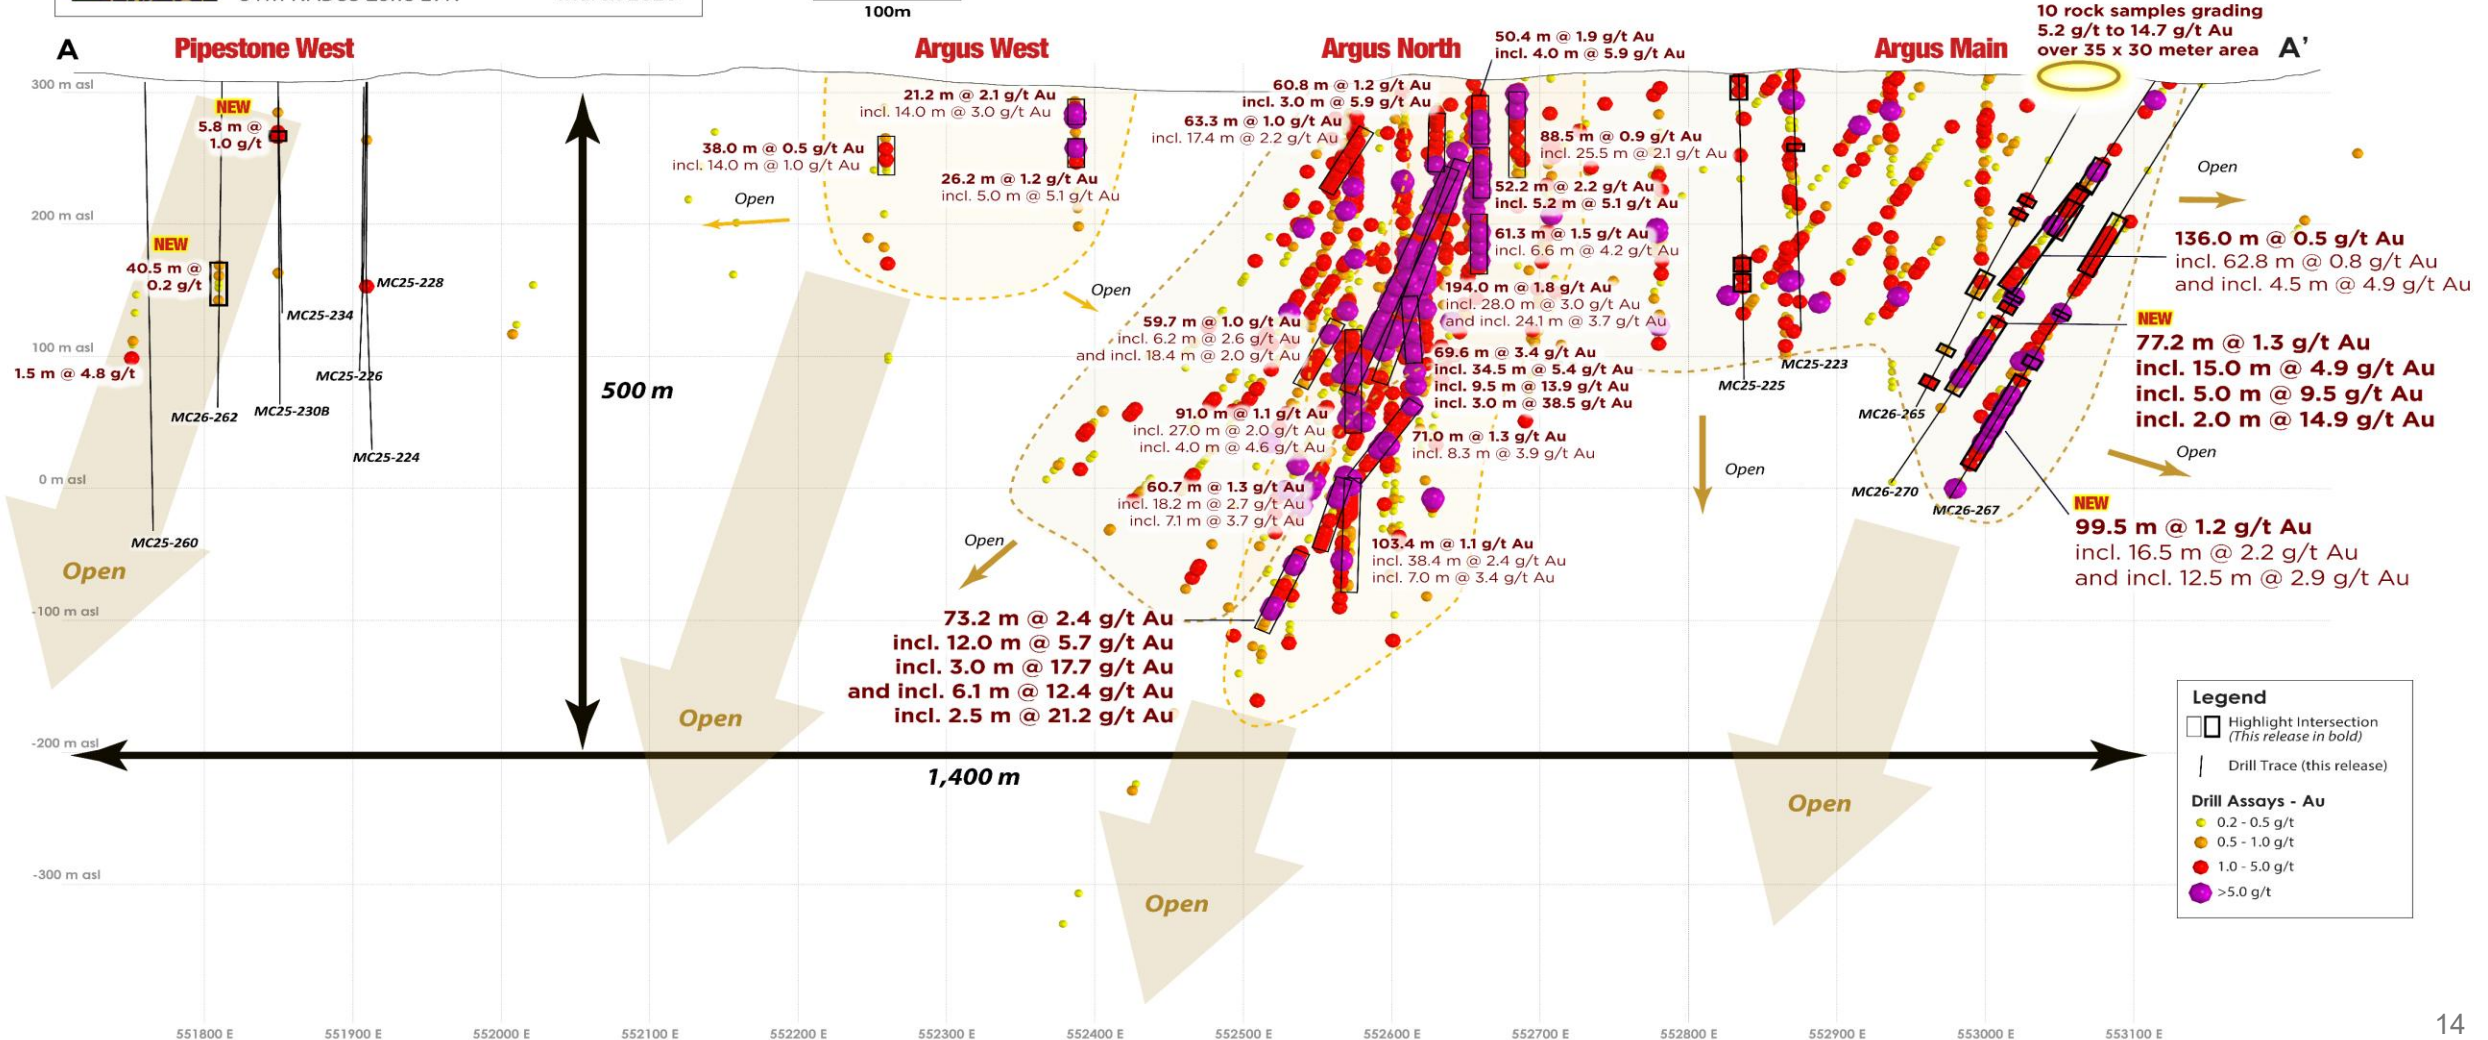 100m
10 rock samples grading
5.2 g/t to 14.7 g/t Au
over 35 x 30 meter area
A
Pipestone West
Argus West
Argus North
Argus Main
A’
50.4 m @ 1.9 g/t Au
incl. 4.0 m @ 5.9 g/t Au
300 m asl
200 m asl
100 m asl
0 m asl
-100 m asl
-200 m asl
-300 m asl
NEW
5.8 m @
1.0 g/t
NEW
40.5 m @
0.2 g/t
1.5 m @ 4.8 g/t
MC25-228
MC25-234
MC25-226
MC26-262
MC25-230B
MC25-224
MC25-260
Open
500 m
21.2 m @ 2.1 g/t Au
incl. 14.0 m @ 3.0 g/t Au
38.0 m @ 0.5 g/t Au
incl. 14.0 m @ 1.0 g/t Au
26.2 m @ 1.2 g/t Au
incl. 5.0 m @ 5.1 g/t Au
Open
Open
Open
60.8 m @ 1.2 g/t Au
incl. 3.0 m @ 5.9 g/t Au
63.3 m @ 1.0 g/t Au
incl. 17.4 m @ 2.2 g/t Au
88.5 m @ 0.9 g/t Au
incl. 25.5 m @ 2.1 g/t Au
52.2 m @ 2.2 g/t Au
incl. 5.2 m @ 5.1 g/t Au
61.3 m @ 1.5 g/t Au
incl. 6.6 m @ 4.2 g/t Au
194.0 m @ 1.8 g/t Au
incl. 28.0 m @ 3.0 g/t Au
and incl. 24.1 m @ 3.7 g/t Au
59.7 m @ 1.0 g/t Au
incl. 6.2 m @ 2.6 g/t Au
and incl. 18.4 m @ 2.0 g/t Au
69.6 m @ 3.4 g/t Au
incl. 34.5 m @ 5.4 g/t Au
incl. 9.5 m @ 13.9 g/t Au
incl. 3.0 m @ 38.5 g/t Au
91.0 m @ 1.1 g/t Au
incl. 27.0 m @ 2.0 g/t Au
incl. 4.0 m @ 4.6 g/t Au
71.0 m @ 1.3 g/t Au
incl. 8.3 m @ 3.9 g/t Au
60.7 m @ 1.3 g/t Au
incl. 18.2 m @ 2.7 g/t Au
incl. 7.1 m @ 3.7 g/t Au
103.4 m @ 1.1 g/t Au
incl. 38.4 m @ 2.4 g/t Au
incl. 7.0 m @ 3.4 g/t Au
Open
73.2 m @ 2.4 g/t Au
incl. 12.0 m @ 5.7 g/t Au
incl. 3.0 m @ 17.7 g/t Au
and incl. 6.1 m @ 12.4 g/t Au
incl. 2.5 m @ 21.2 g/t Au
Open
1,400 m
MC25-225
MC25-223
MC26-265
MC26-270
MC26-267
Open
Open
136.0 m @ 0.5 g/t Au
incl. 62.8 m @ 0.8 g/t Au
and incl. 4.5 m @ 4.9 g/t Au
NEW
77.2 m @ 1.3 g/t Au
incl. 15.0 m @ 4.9 g/t Au
incl. 5.0 m @ 9.5 g/t Au
incl. 2.0 m @ 14.9 g/t Au
Open
NEW
99.5 m @ 1.2 g/t Au
incl. 16.5 m @ 2.2 g/t Au
and incl. 12.5 m @ 2.9 g/t Au
Open
Legend
Highlight Intersection
(This release in bold)
Drill Trace (this release)
Drill Assays - Au
0.2 - 0.5 g/t
0.5 - 1.0 g/t
1.0 - 5.0 g/t
>5.0 g/t
551800 E
551900 E
552000 E
552100 E
552200 E
552300 E
552400 E
552500 E
552600 E
552700 E
552800 E
552900 E
553000 E
553100 E
14